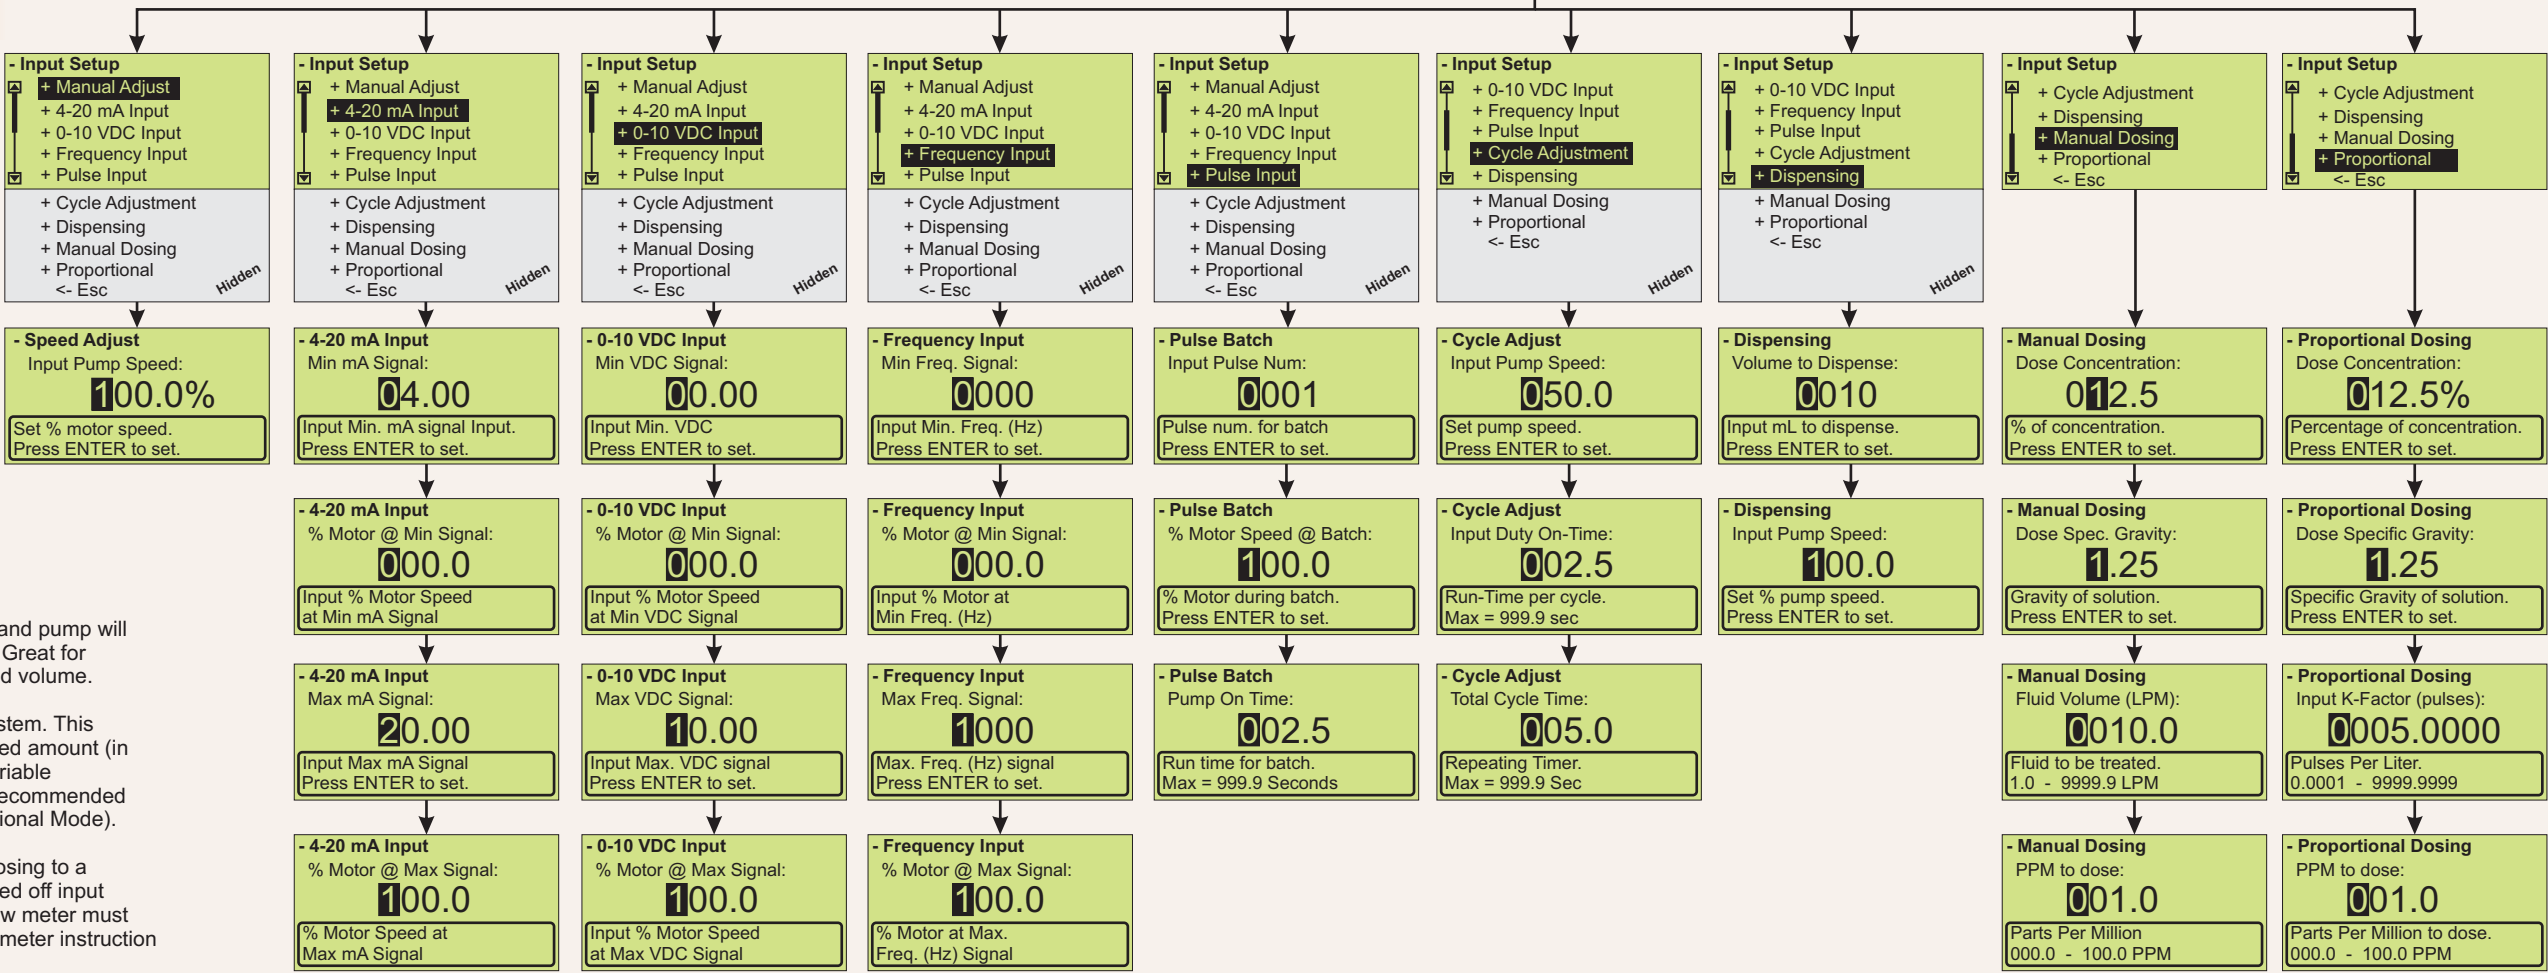 - Input Setup
+ Manual Adjust
+ 4-20 mA Input
+ 0-10 VDC Input
+ Frequency Input
+ Pulse Input
+ Cycle Adjustment
+ Dispensing
+ Manual Dosing
+ Proportional
<- Esc
Hidden
- Speed Adjust
Input Pump Speed:
100.0%
Set % motor speed.
Press ENTER to set.
- Input Setup
+ Manual Adjust
+ 4-20 mA Input
+ 0-10 VDC Input
+ Frequency Input
+ Pulse Input
+ Cycle Adjustment
+ Dispensing
+ Manual Dosing
+ Proportional
<- Esc
Hidden
- 4-20 mA Input
Min mA Signal:
04.00
Input Min. mA signal Input.
Press ENTER to set.
- 4-20 mA Input
% Motor @ Min Signal:
000.0
Input % Motor Speed
at Min mA Signal
- 4-20 mA Input
Max mA Signal:
20.00
Input Max mA Signal
Press ENTER to set.
- 4-20 mA Input
% Motor @ Max Signal:
100.0
% Motor Speed at
Max mA Signal
- Input Setup
+ Manual Adjust
+ 4-20 mA Input
+ 0-10 VDC Input
+ Frequency Input
+ Pulse Input
+ Cycle Adjustment
+ Dispensing
+ Manual Dosing
+ Proportional
<- Esc
Hidden
- 0-10 VDC Input
Min VDC Signal:
00.00
Input Min. VDC
Press ENTER to set.
- 0-10 VDC Input
% Motor @ Min Signal:
000.0
Input % Motor Speed
at Min VDC Signal
- 0-10 VDC Input
Max VDC Signal:
10.00
Input Max. VDC signal
Press ENTER to set.
- 0-10 VDC Input
% Motor @ Max Signal:
100.0
Input % Motor Speed
at Max VDC Signal
- Input Setup
+ Manual Adjust
+ 4-20 mA Input
+ 0-10 VDC Input
+ Frequency Input
+ Pulse Input
+ Cycle Adjustment
+ Dispensing
+ Manual Dosing
+ Proportional
<- Esc
Hidden
- Frequency Input
Min Freq. Signal:
0000
Input Min. Freq. (Hz)
Press ENTER to set.
- Frequency Input
% Motor @ Min Signal:
000.0
Input % Motor at
Min Freq. (Hz)
- Frequency Input
Max Freq. Signal:
1000
Max. Freq. (Hz) signal
Press ENTER to set.
- Frequency Input
% Motor @ Max Signal:
100.0
% Motor at Max.
Freq. (Hz) Signal
- Input Setup
+ Manual Adjust
+ 4-20 mA Input
+ 0-10 VDC Input
+ Frequency Input
+ Pulse Input
+ Cycle Adjustment
+ Dispensing
+ Manual Dosing
+ Proportional
<- Esc
Hidden
- Pulse Batch
Input Pulse Num:
0001
Pulse num. for batch
Press ENTER to set.
- Pulse Batch
% Motor Speed @ Batch:
100.0
% Motor during batch.
Press ENTER to set.
- Pulse Batch
Pump On Time:
002.5
Run time for batch.
Max = 999.9 Seconds
- Input Setup
+ 0-10 VDC Input
+ Frequency Input
+ Pulse Input
+ Cycle Adjustment
+ Dispensing
+ Manual Dosing
+ Proportional
<- Esc
Hidden
- Cycle Adjust
Input Pump Speed:
050.0
Set pump speed.
Press ENTER to set.
- Cycle Adjust
Input Duty On-Time:
002.5
Run-Time per cycle.
Max = 999.9 sec
- Cycle Adjust
Total Cycle Time:
005.0
Repeating Timer.
Max = 999.9 Sec
- Input Setup
+ 0-10 VDC Input
+ Frequency Input
+ Pulse Input
+ Cycle Adjustment
+ Dispensing
+ Manual Dosing
+ Proportional
<- Esc
Hidden
- Dispensing
Volume to Dispense:
0010
Input mL to dispense.
Press ENTER to set.
- Dispensing
Input Pump Speed:
100.0
Set % pump speed.
Press ENTER to set.
- Input Setup
+ Cycle Adjustment
+ Dispensing
+ Manual Dosing
+ Proportional
<- Esc
- Manual Dosing
Dose Concentration:
012.5
% of concentration.
Press ENTER to set.
- Manual Dosing
Dose Spec. Gravity:
1.25
Gravity of solution.
Press ENTER to set.
- Manual Dosing
Fluid Volume (LPM):
0010.0
Fluid to be treated.
1.0 - 9999.9 LPM
- Manual Dosing
PPM to dose:
001.0
Parts Per Million
000.0 - 100.0 PPM
- Input Setup
+ Cycle Adjustment
+ Dispensing
+ Manual Dosing
+ Proportional
<- Esc
- Proportional Dosing
Dose Concentration:
012.5%
Percentage of concentration.
Press ENTER to set.
- Proportional Dosing
Dose Specific Gravity:
1.25
Specific Gravity of solution.
Press ENTER to set.
- Proportional Dosing
Input K-Factor (pulses):
0005.0000
Pulses Per Liter.
0.0001 - 9999.9999
- Proportional Dosing
PPM to dose:
001.0
Parts Per Million to dose.
000.0 - 100.0 PPM
and pump will
Great for
d volume.
stem. This
ed amount (in
riable
ecommended
ional Mode).
osing to a
ed off input
w meter must
meter instruction